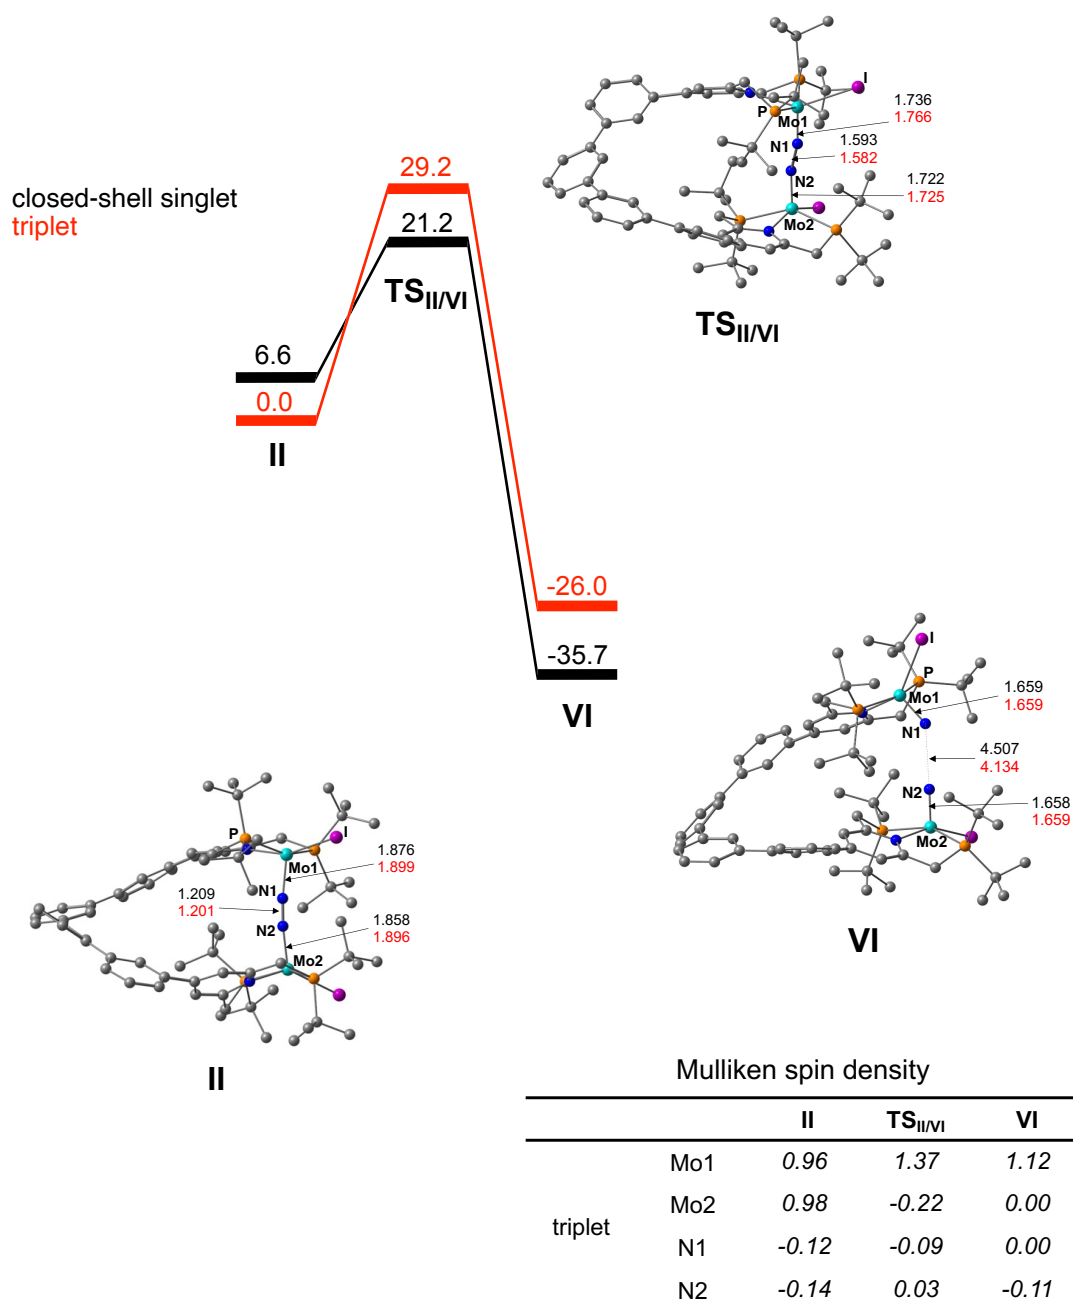 closed-shell singlet
triplet
29.2
21.2
TSII/VI
6.6
0.0
II
-26.0
-35.7
VI
I
P
Mo1
N1
N2
Mo2
1.736
1.766
1.593
1.582
1.722
1.725
TSII/VI
I
P
Mo1
N1
N2
Mo2
1.659
1.659
4.507
4.134
1.658
1.659
VI
P
I
Mo1
N1
N2
Mo2
1.876
1.899
1.209
1.201
1.858
1.896
II
Mulliken spin density
II TSII/VI VI
Mo1 0.96 1.37 1.12
Mo2 0.98 -0.22 0.00
triplet
N1 -0.12 -0.09 0.00
N2 -0.14 0.03 -0.11